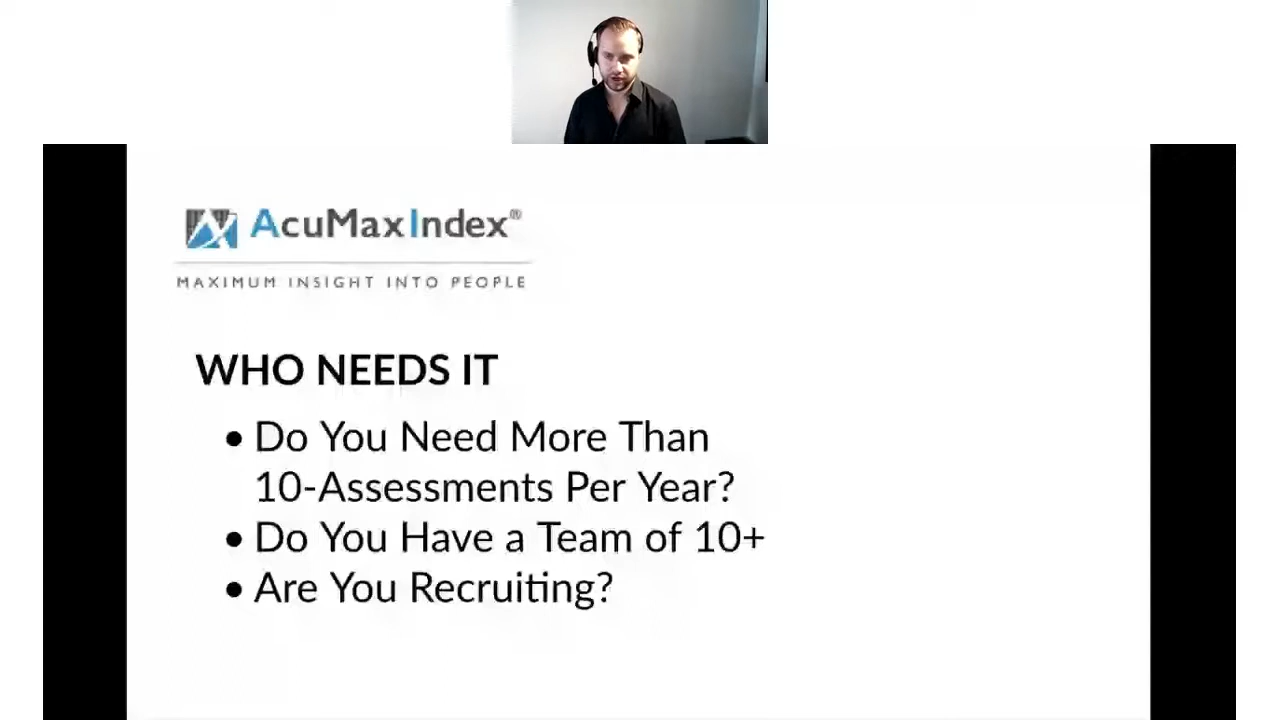 AcuMaxIndex®
MAXIMUM INSIGHT INTO PEOPLE
WHO NEEDS IT
• Do You Need More Than
10-Assessments Per Year?
• Do You Have a Team of 10+
• Are You Recruiting?